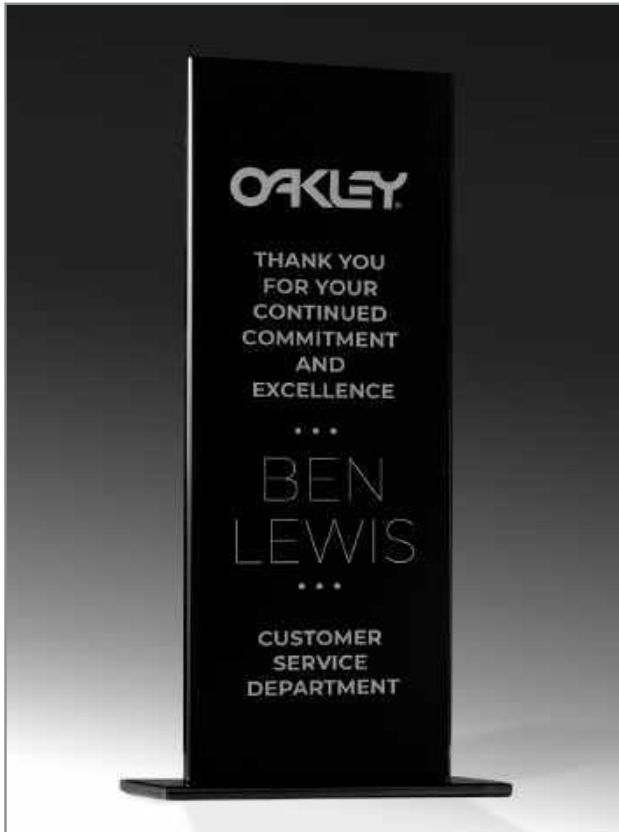 OAKLEY
THANK YOU
FOR YOUR
CONTINUED
COMMITMENT
AND
EXCELLENCE
• • •
BEN
LEWIS
• • •
CUSTOMER
SERVICE
DEPARTMENT